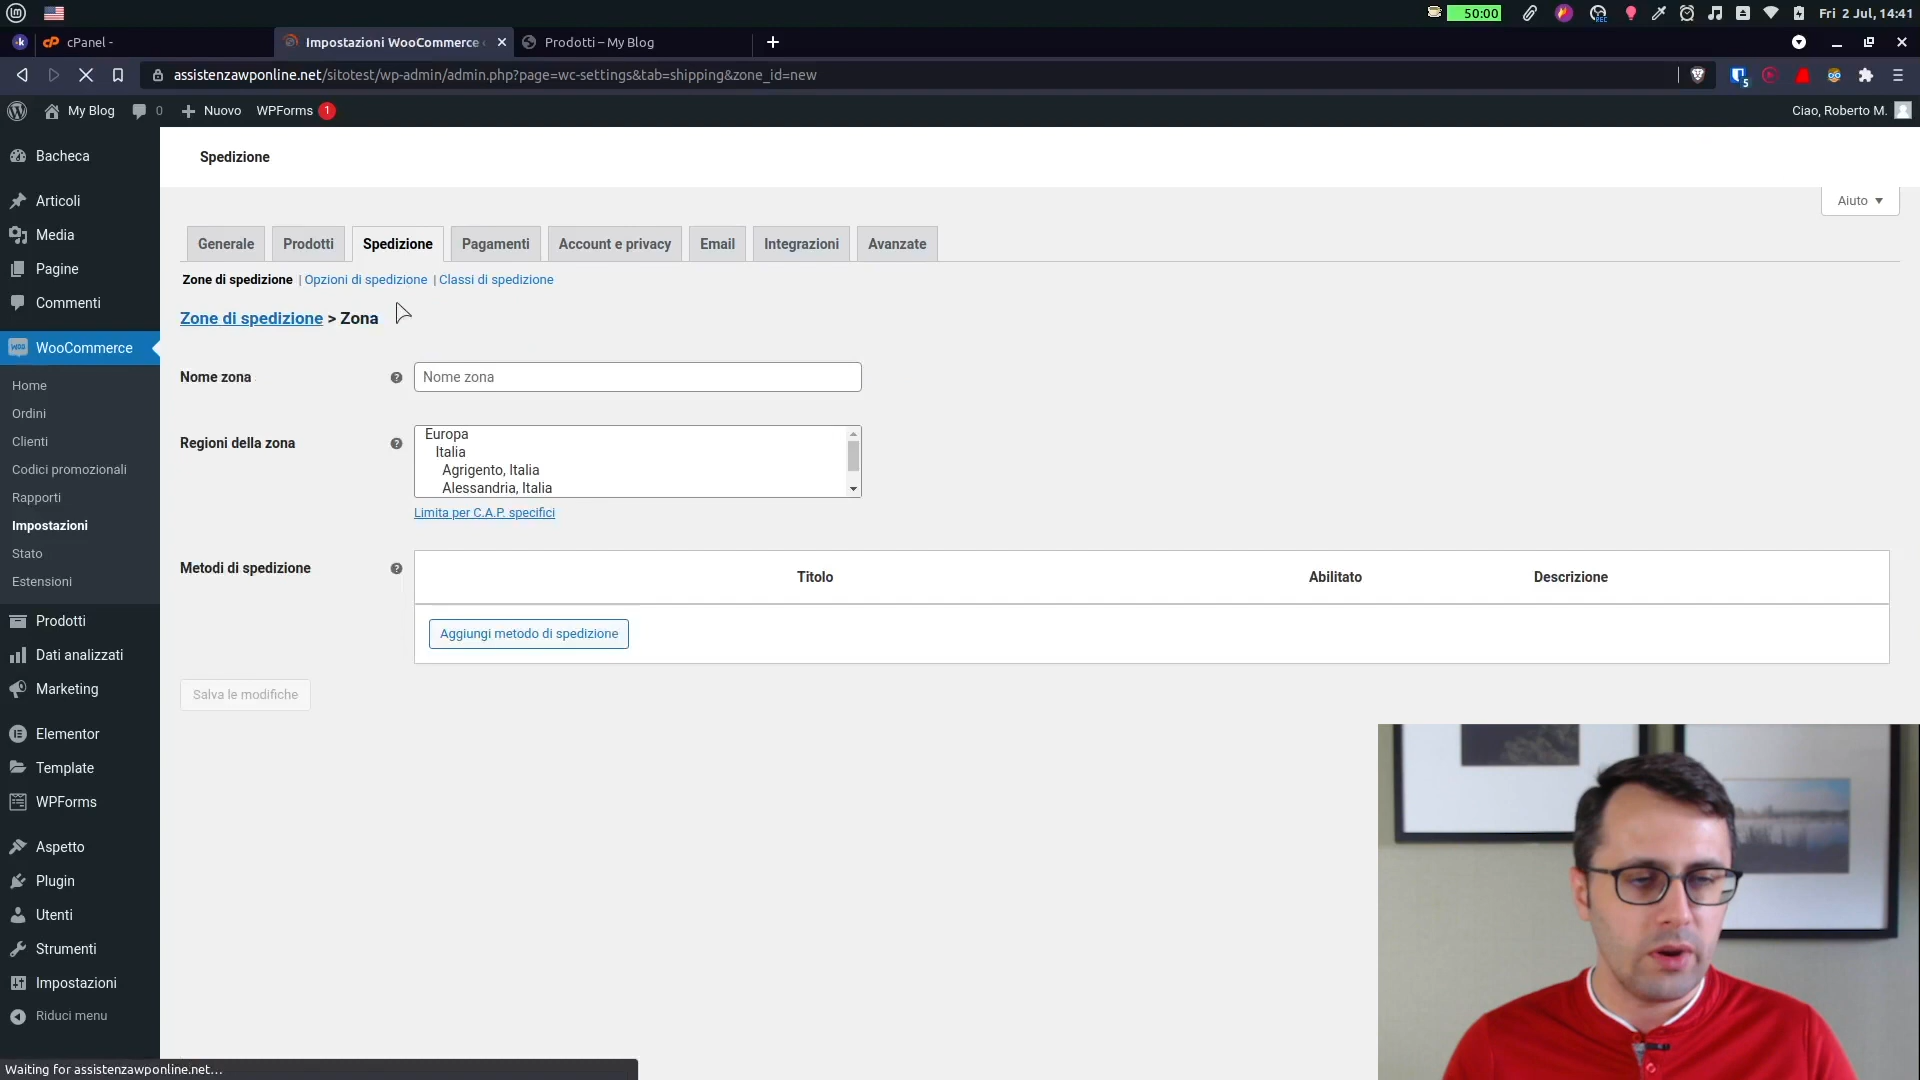 50:00
Fri 2 Jul, 14:41
cPanel -
Impostazioni WooCommerce
Prodotti – My Blog
assistenzawponline.net/sitotest/wp-admin/admin.php?page=wc-settings&tab=shipping&zone_id=new
5
My Blog
0
Nuovo
WPForms 1
Ciao, Roberto M.
Bacheca
Articoli
Media
Pagine
Commenti
WooCommerce
Home
Ordini
Clienti
Codici promozionali
Rapporti
Impostazioni
Stato
Estensioni
Prodotti
Dati analizzati
Marketing
Elementor
Template
WPForms
Aspetto
Plugin
Utenti
Strumenti
Impostazioni
Riduci menu
Spedizione
Aiuto
Generale
Prodotti
Spedizione
Pagamenti
Account e privacy
Email
Integrazioni
Avanzate
Zone di spedizione | Opzioni di spedizione | Classi di spedizione
Zone di spedizione > Zona
Nome zona
Nome zona
Regioni della zona
Europa
Italia
Agrigento, Italia
Alessandria, Italia
Limita per C.A.P. specifici
Metodi di spedizione
Titolo
Abilitato
Descrizione
Aggiungi metodo di spedizione
Salva le modifiche
Waiting for assistenzawponline.net...